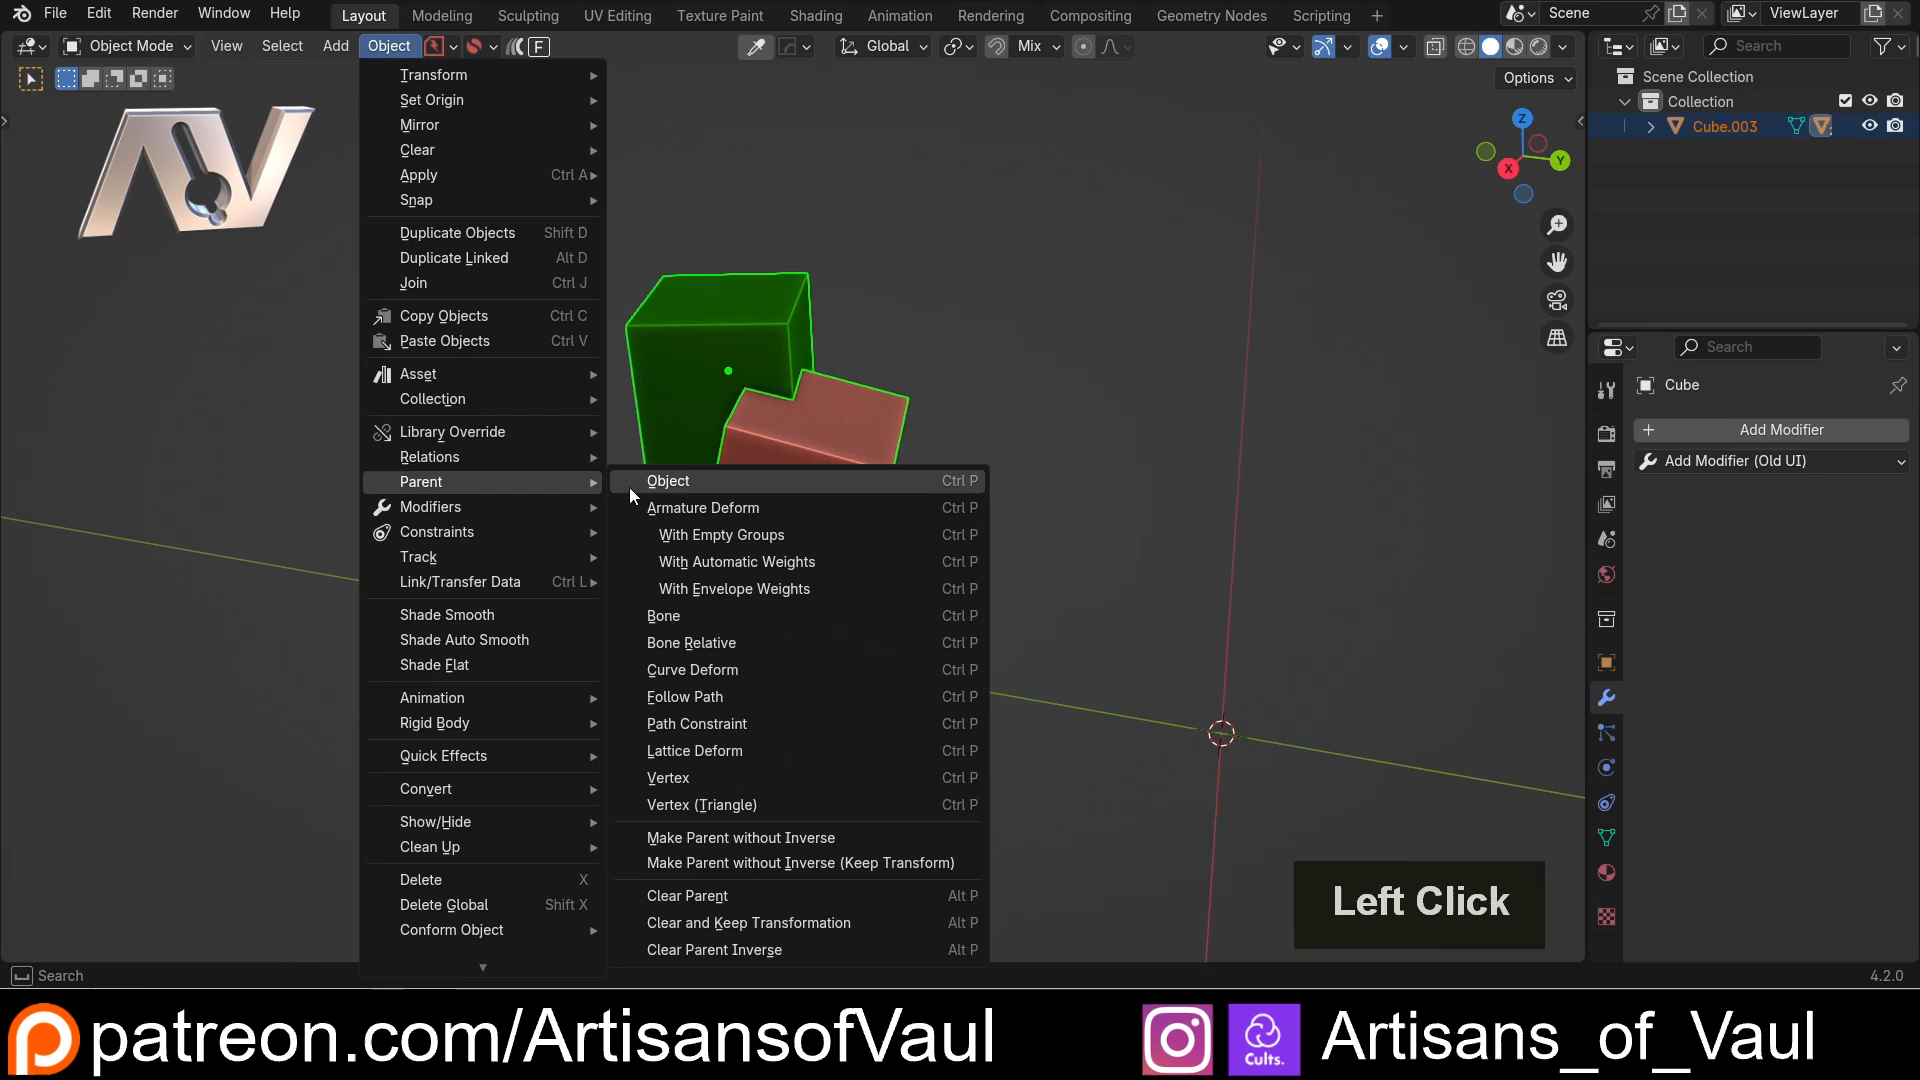 File Edit Render Window Help Layout Modeling Sculpting UV Editing Texture Paint Shading Animation Rendering Compositing Geometry Nodes Scripting + Scene ViewLayer
Object Mode View Select Add Object F Global Mix Search
Options
Scene Collection
Collection
Cube.003
Z
Y
X
AV
Transform
Set Origin
Mirror
Clear
Apply Ctrl A
Snap
Duplicate Objects Shift D
Duplicate Linked Alt D
Join Ctrl J
Copy Objects Ctrl C
Paste Objects Ctrl V
Asset
Collection
Library Override
Relations
Parent
Modifiers
Constraints
Track
Link/Transfer Data Ctrl L
Shade Smooth
Shade Auto Smooth
Shade Flat
Animation
Rigid Body
Quick Effects
Convert
Show/Hide
Clean Up
Delete X
Delete Global Shift X
Conform Object
Object Ctrl P
Armature Deform Ctrl P
With Empty Groups Ctrl P
With Automatic Weights Ctrl P
With Envelope Weights Ctrl P
Bone Ctrl P
Bone Relative Ctrl P
Curve Deform Ctrl P
Follow Path Ctrl P
Path Constraint Ctrl P
Lattice Deform Ctrl P
Vertex Ctrl P
Vertex (Triangle) Ctrl P
Make Parent without Inverse
Make Parent without Inverse (Keep Transform)
Clear Parent Alt P
Clear and Keep Transformation Alt P
Clear Parent Inverse Alt P
Search
Cube
+ Add Modifier
Add Modifier (Old UI)
Left Click
Search 4.2.0
patreon.com/ArtisansofVaul Cults. Artisans_of_Vaul